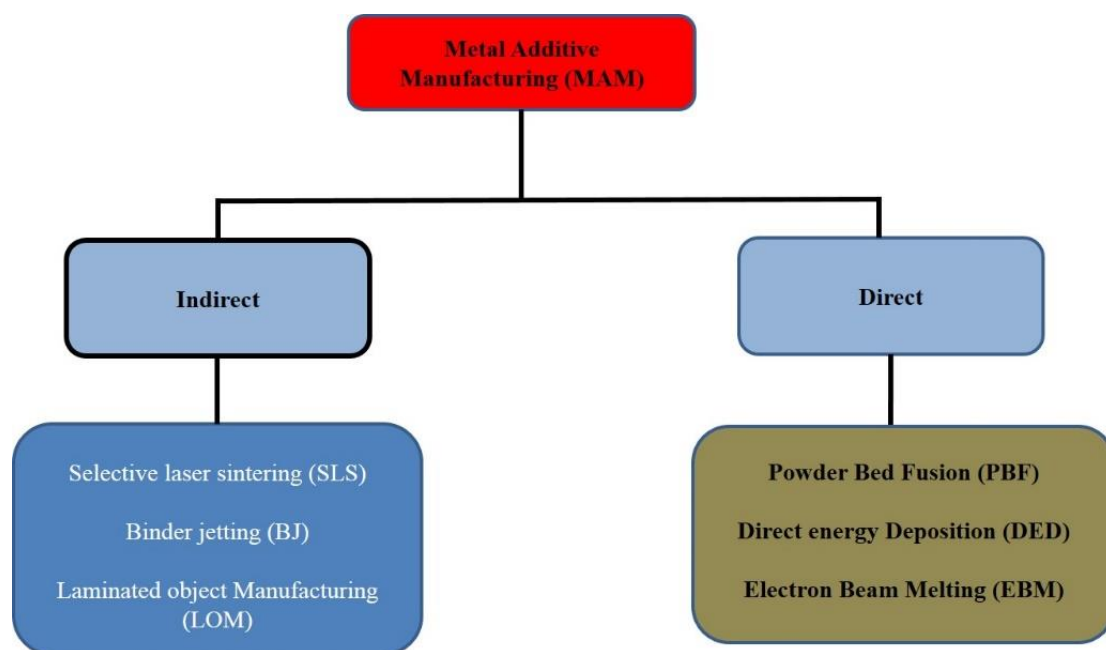 Metal Additive
Manufacturing (MAM)
Indirect
Direct
Selective laser sintering (SLS)
Binder jetting (BJ)
Laminated object Manufacturing
(LOM)
Powder Bed Fusion (PBF)
Direct energy Deposition (DED)
Electron Beam Melting (EBM)